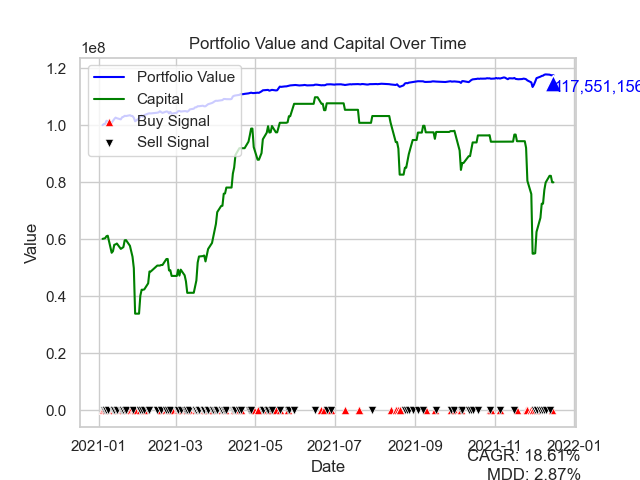 Portfolio Value and Capital Over Time
1e8
1.2
1.0
0.8
0.6
0.4
0.2
0.0
Value
Portfolio Value
Capital
Buy Signal
Sell Signal
117,551,156
2021-01 2021-03 2021-05 2021-07 2021-09 2021-11 2022-01
Date
CAGR: 18.61%
MDD: 2.87%